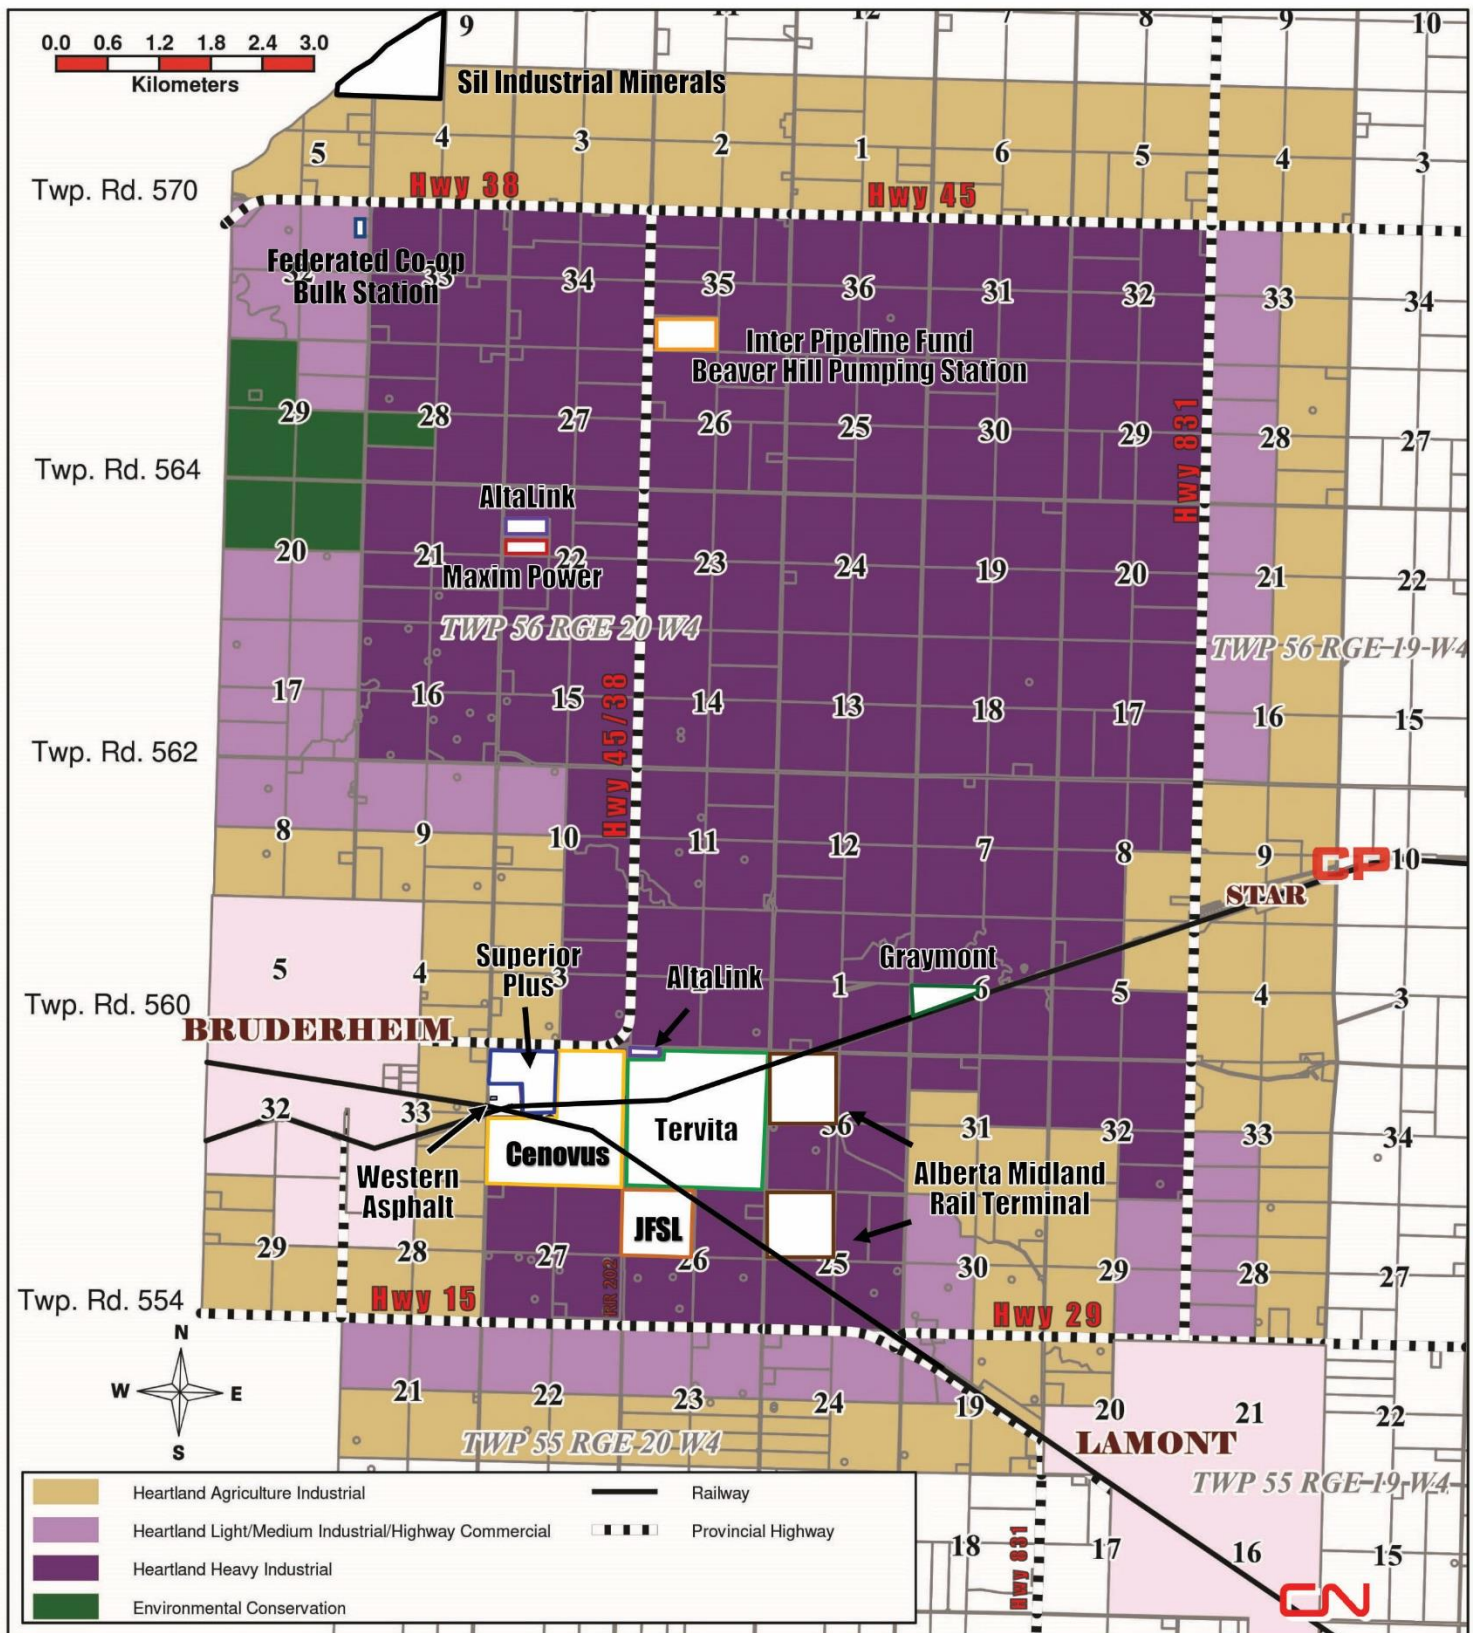 9 11 12 7 8 9 10
0.0 0.6 1.2 1.8 2.4 3.0
Kilometers
Sil Industrial Minerals
5 4 3 2 1 6 5 4 3
Twp. Rd. 570
Hwy 38
Hwy 45
Federated Co-op
Bulk Station
32 33 34 35 36 31 32 33 34
Inter Pipeline Fund
Beaver Hill Pumping Station
29 28 27 26 25 30 29 28 27
Hwy 831
Twp. Rd. 564
AltaLink
20 21 22 23 24 19 20 21 22
Maxim Power
TWP 56 RGE 20 W4
TWP 56 RGE-19-W4
17 16 15 14 13 18 17 16 15
Hwy 45/38
Twp. Rd. 562
8 9 10 11 12 7 8 9 10
CP
STAR
Superior
Plus
AltaLink
Graymont
5 4 3 1 6 5 4 3
Twp. Rd. 560
BRUDERHEIM
32 33 36 31 32 33 34
Tervita
Cenovus
Western
Asphalt
Alberta Midland
Rail Terminal
JFSL
29 28 27 26 25 30 29 28 27
RR 202
Twp. Rd. 554
Hwy 15
Hwy 29
N
W E
S
21 22 23 24 19 20 21 22
LAMONT
TWP 55 RGE 20 W4
TWP 55 RGE-19-W4
18 17 16 15
Hwy 831
CN
Heartland Agriculture Industrial
Railway
Heartland Light/Medium Industrial/Highway Commercial
Provincial Highway
Heartland Heavy Industrial
Environmental Conservation